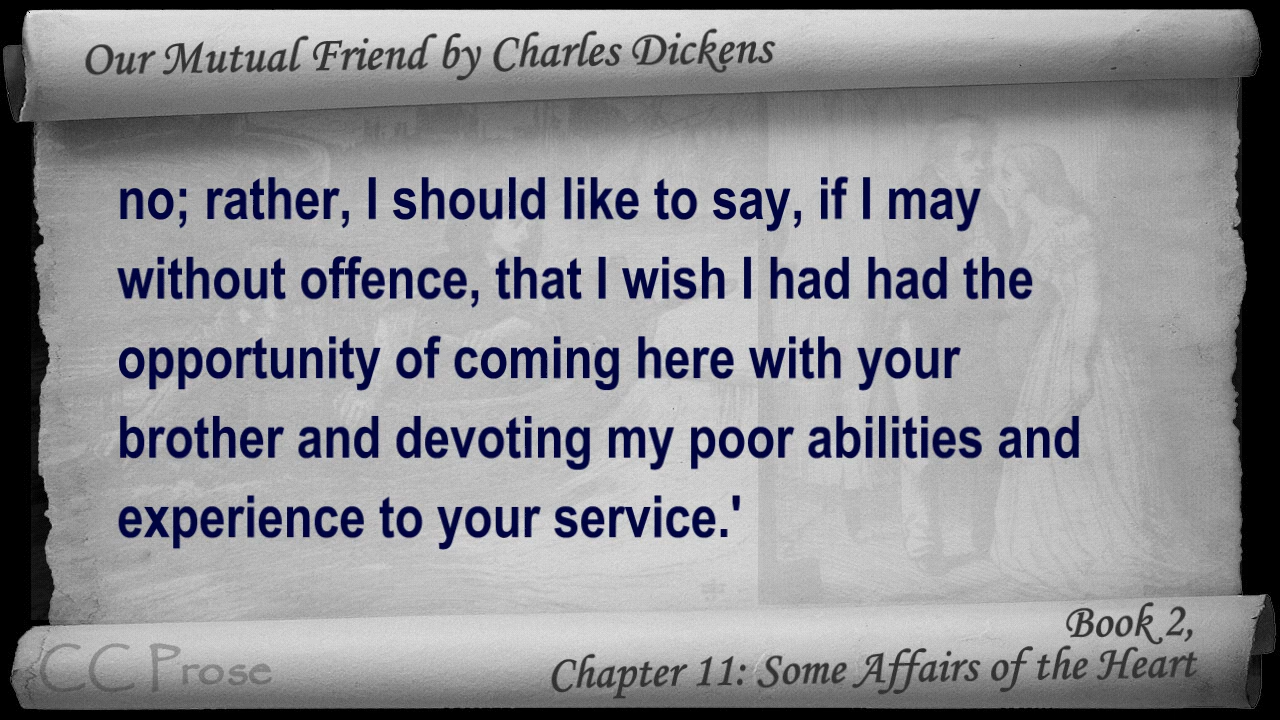 Our Mutual Friend by Charles Dickens
no; rather, I should like to say, if I may
without offence, that I wish I had had the
opportunity of coming here with your
brother and devoting my poor abilities and
experience to your service.'
Book 2,
Chapter 11: Some Affairs of the Heart
CC Prose